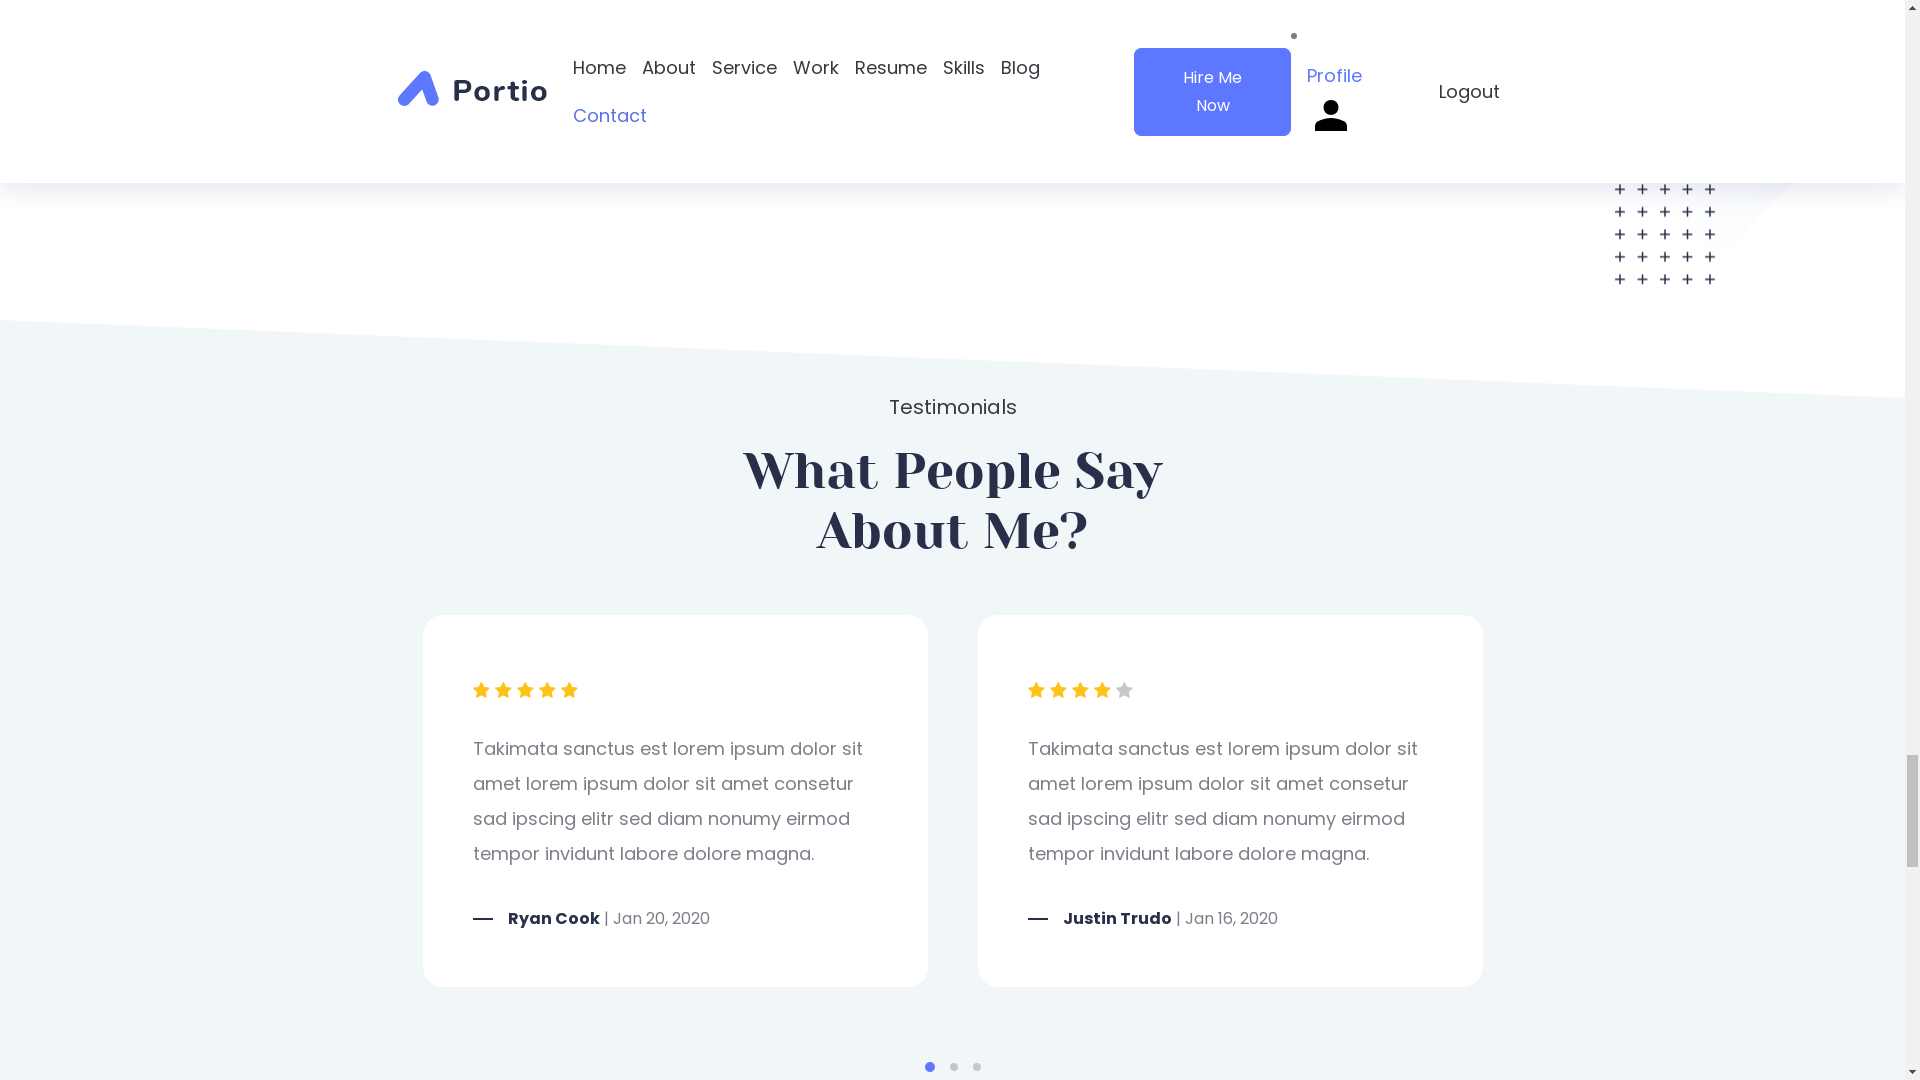 Portio
Home About Service Work Resume Skills Blog
Contact
Hire Me
Now
Profile
Logout
Testimonials
What People Say
About Me?
Takimata sanctus est lorem ipsum dolor sit
amet lorem ipsum dolor sit amet consetur
sad ipscing elitr sed diam nonumy eirmod
tempor invidunt labore dolore magna.
Ryan Cook | Jan 20, 2020
Takimata sanctus est lorem ipsum dolor sit
amet lorem ipsum dolor sit amet consetur
sad ipscing elitr sed diam nonumy eirmod
tempor invidunt labore dolore magna.
Justin Trudo | Jan 16, 2020